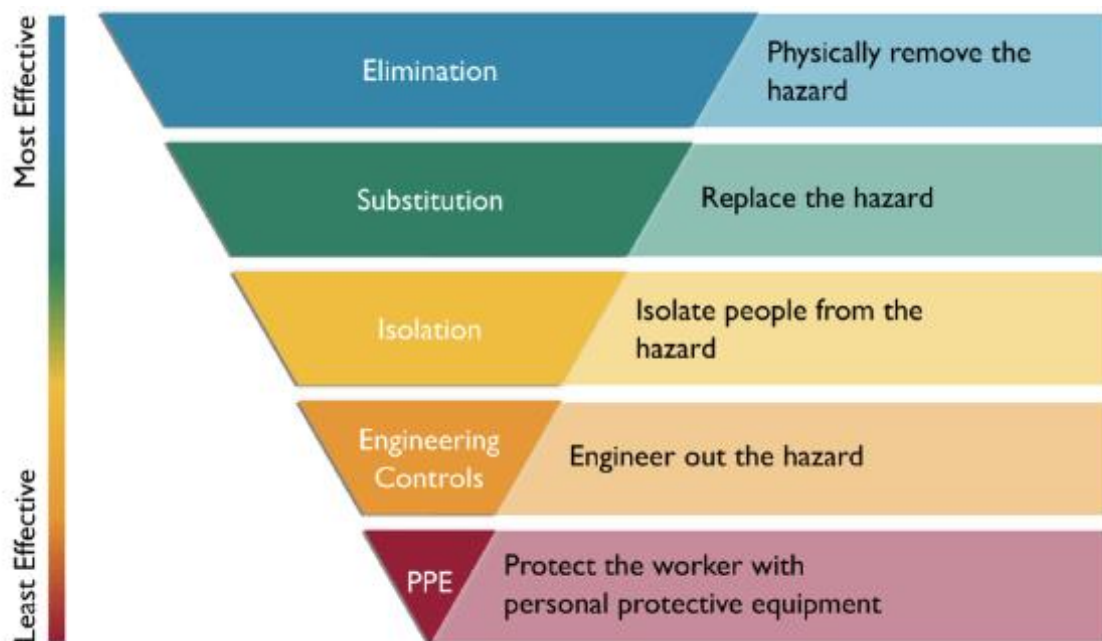 Most Effective
Least Effective
Elimination
Physically remove the
hazard
Substitution
Replace the hazard
Isolation
Isolate people from the
hazard
Engineering
Controls
Engineer out the hazard
PPE
Protect the worker with
personal protective equipment